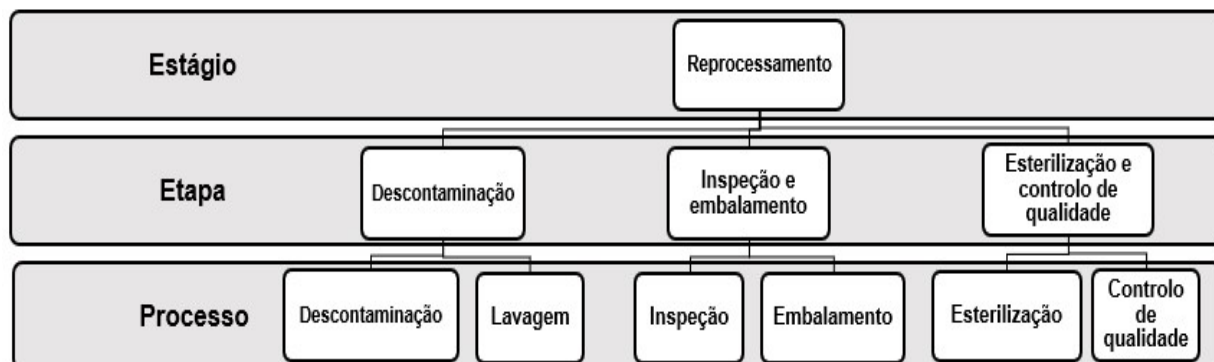 Estágio
Reprocessamento
Etapa
Descontaminação
Inspeção e
embalamento
Esterilização e
controlo de
qualidade
Processo
Descontaminação
Lavagem
Inspeção
Embalamento
Esterilização
Controlo
de
qualidade